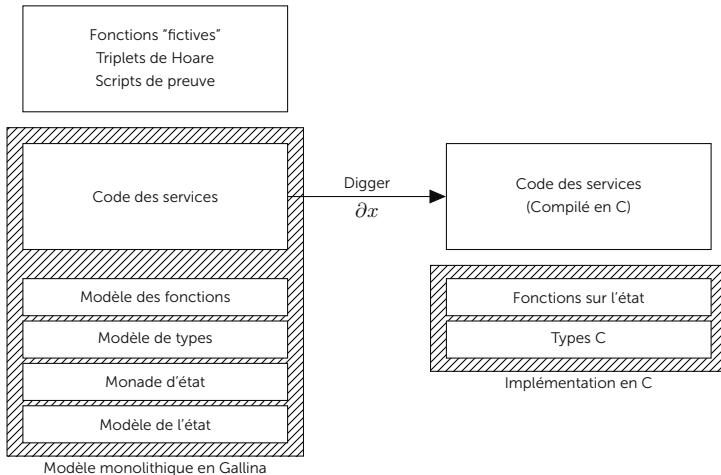 Fonctions “fictives”
Triplets de Hoare
Scripts de preuve
Code des services
Digger
∂x
Code des services
(Compilé en C)
Modèle des fonctions
Modèle de types
Monade d’état
Modèle de l’état
Modèle monolithique en Gallina
Fonctions sur l’état
Types C
Implémentation en C